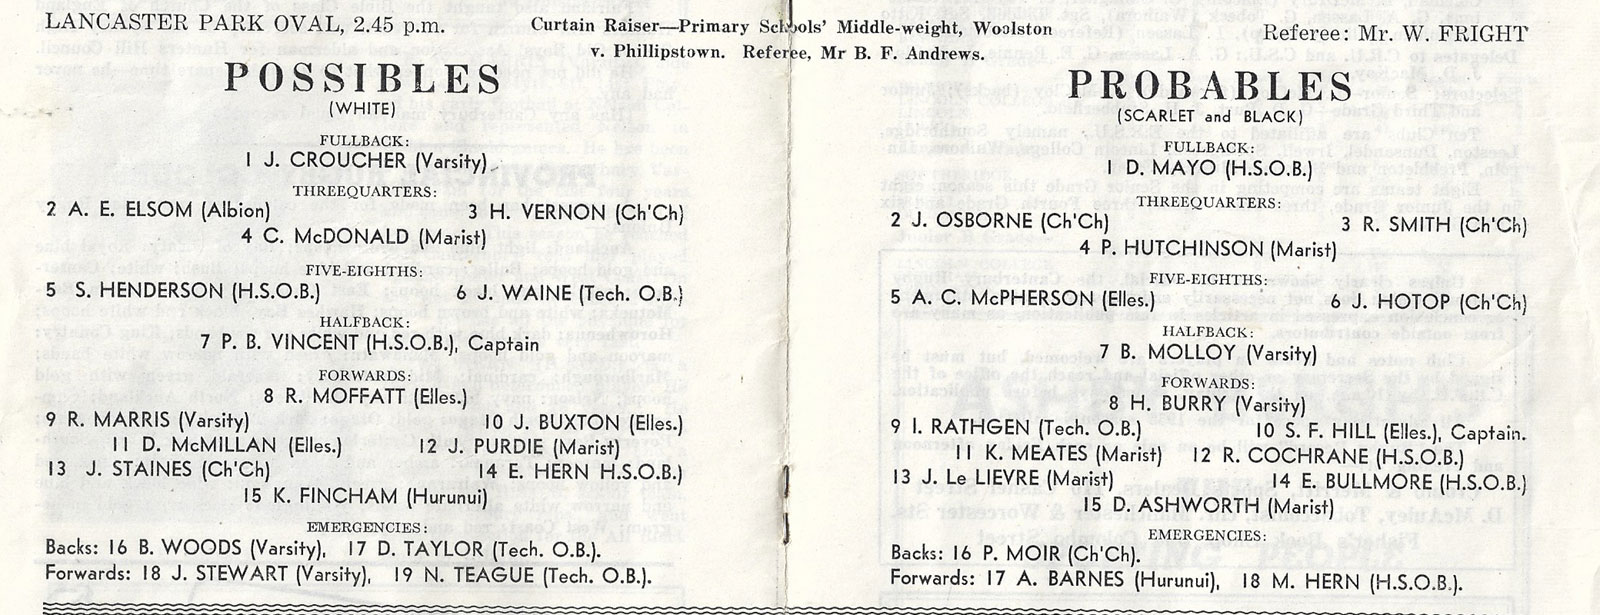 LANCASTER PARK OVAL, 2.45 p.m.
Curtain Raiser—Primary Schools' Middle-weight, Woolston
v. Phillipstown. Referee, Mr B. F. Andrews.
Referee: Mr. W. FRIGHT
POSSIBLES
(WHITE)
FULLBACK:
1 J. CROUCHER (Varsity)
THREEQUARTERS:
2 A. E. ELSOM (Albion) 3 H. VERNON (Ch'Ch)
4 C. McDONALD (Marist)
FIVE-EIGHTHS:
5 S. HENDERSON (H.S.O.B.) 6 J. WAINE (Tech. O.B.)
HALFBACK:
7 P. B. VINCENT (H.S.O.B.), Captain
FORWARDS:
8 R. MOFFATT (Elles.)
9 R. MARRIS (Varsity) 10 J. BUXTON (Elles.)
11 D. McMILLAN (Elles.) 12 J. PURDIE (Marist)
13 J. STAINES (Ch'Ch) 14 E. HERN H.S.O.B.)
15 K. FINCHAM (Hurunui)
EMERGENCIES:
Backs: 16 B. WOODS (Varsity), 17 D. TAYLOR (Tech. O.B.).
Forwards: 18 J. STEWART (Varsity), 19 N. TEAGUE (Tech. O.B.).
PROBABLES
(SCARLET and BLACK)
FULLBACK:
1 D. MAYO (H.S.O.B.)
THREEQUARTERS:
2 J. OSBORNE (Ch'Ch) 3 R. SMITH (Ch'Ch)
4 P. HUTCHINSON (Marist)
FIVE-EIGHTHS:
5 A. C. McPHERSON (Elles.) 6 J. HOTOP (Ch'Ch)
HALFBACK:
7 B. MOLLOY (Varsity)
FORWARDS:
8 H. BURRY (Varsity)
9 I. RATHGEN (Tech. O.B.) 10 S. F. HILL (Elles.), Captain.
11 K. MEATES (Marist) 12 R. COCHRANE (H.S.O.B.)
13 J. Le LIEVRE (Marist) 14 E. BULLMORE (H.S.O.B.)
15 D. ASHWORTH (Marist)
EMERGENCIES:
Backs: 16 P. MOIR (Ch'Ch).
Forwards: 17 A. BARNES (Hurunui), 18 M. HERN (H.S.O.B.).